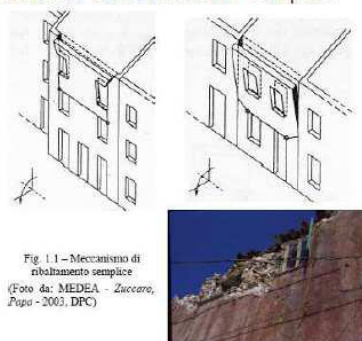 Fig. 1.1 – Meccanismo di
ribaltamento semplice
(Foto da: MEDEA - Zuccaro,
Papa - 2003, DPC)